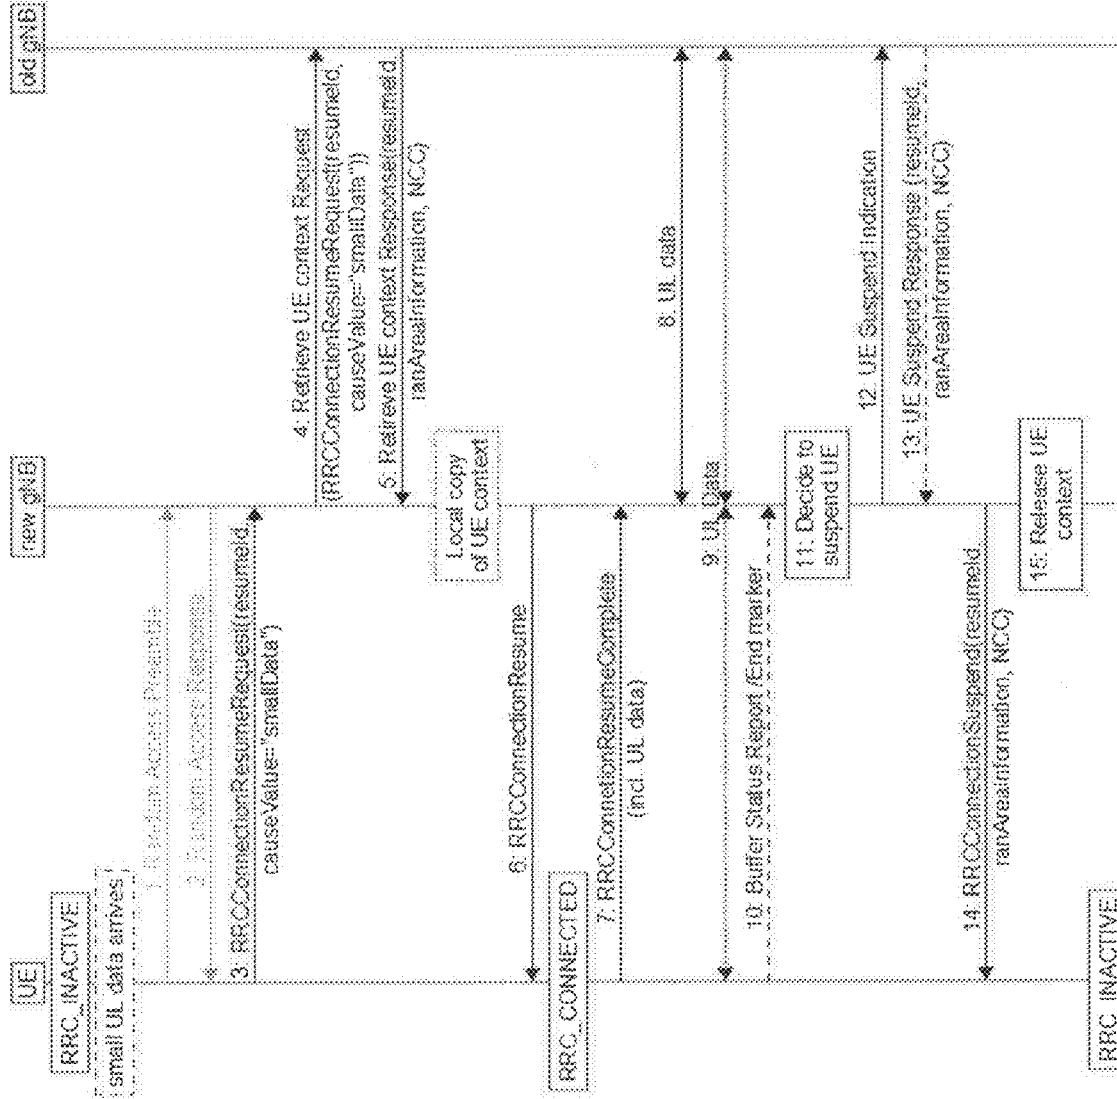 UE
new gNB
old gNB
RRC_INACTIVE
small UL data arrives
1: Random Access Preamble
2: Random Access Response
3: RRCConnectionResumeRequest(resumeId,
causeValue="smallData")
4: Retrieve UE context Request
(RRCConnectionResumeRequest(resumeId,
causeValue="smallData"))
5: Retrieve UE context Response(resumeId,
ranAreaInformation, NCC)
Local copy
of UE context
6: RRCConnectionResume
RRC_CONNECTED
7: RRCConnetionResumeComplete
(incl. UL data)
8: UL data
9: UL Data
10: Buffer Status Report /End marker
11: Decide to
suspend UE
12: UE Suspend Indication
13: UE Suspend Response (resumeId,
ranAreaInformation, NCC)
14: RRCConnectionSuspend(resumeId,
ranAreaInformation, NCC)
15: Release UE
context
RRC_INACTIVE